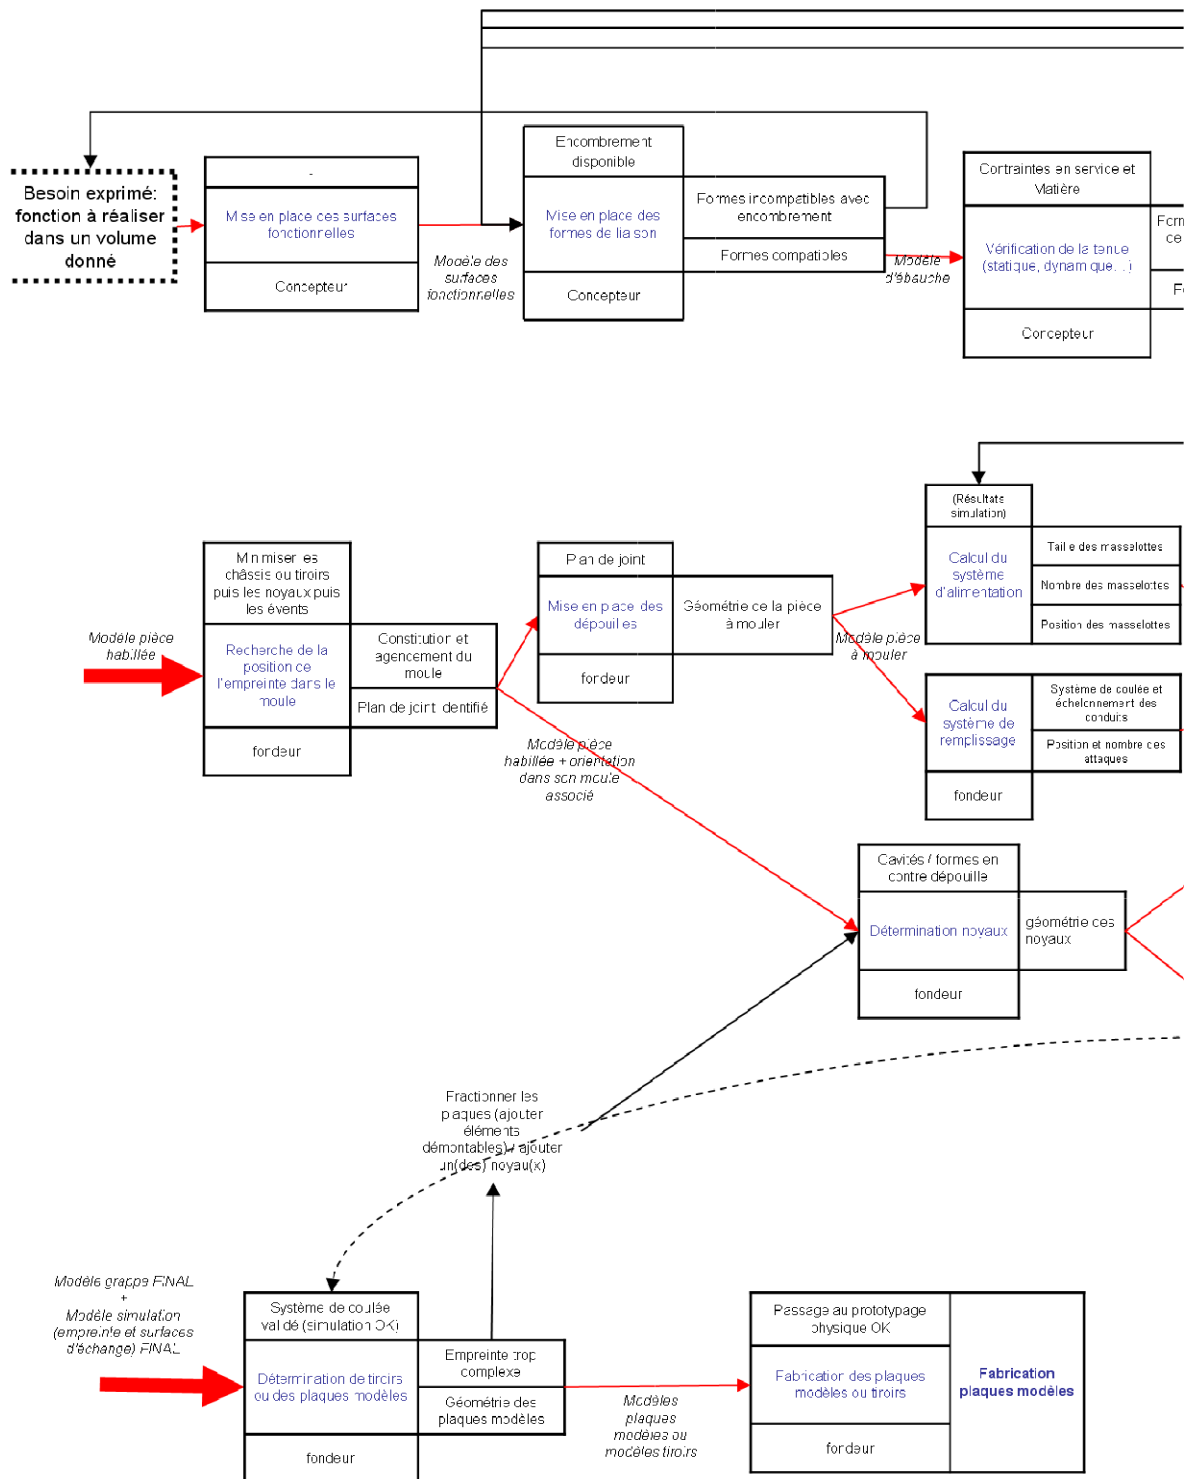 Besoin exprimé:
fonction à réaliser
dans un volume
donné
-
Mise en place ces surfaces
fonctionnelles
Concepteur
Modèle des
surfaces
fonctionnelles
Encombrement
disponible
Mise en place des
formes de liaison
Concepteur
Formes incompatibles avec
encombrement
Formes compatibles
Modèle
d'ébauche
Contraintes en service et
Matière
Vérification de la tenue
(statique, dynamique...)
Concepteur
Form
ce
Fo
Modèle pièce
habillée
Minimiser les
châssis ou tiroirs
puis les noyaux puis
les évents
Recherche de la
position de
l'empreinte dans le
moule
fondeur
Constitution et
agencement du
moule
Plan de joint identifié
Modèle pièce
habillée + orientation
dans son moule
associé
Plan de joint
Mise en place des
dépouilles
fondeur
Géométrie de la pièce
à mouler
Modèle pièce
à mouler
(Résultats
simulation)
Calcul du
système
d'alimentation
fondeur
Taille des masselottes
Nombre des masselottes
Position des masselottes
Calcul du
système de
remplissage
fondeur
Système de coulée et
échelonnement des
conduits
Position et nombre des
attaques
Cavités / formes en
contre dépouille
Détermination noyaux
fondeur
géométrie ces
noyaux
Fractionner les
plaques (ajouter
éléments
démontables) / ajouter
un(des) noyau(x)
Modèle grappe FINAL
+
Modèle simulation
(empreinte et surfaces
d'échange) FINAL
Système de coulée
validé (simulation OK)
Détermination de tiroirs
ou des plaques modèles
fondeur
Empreinte trop
complexe
Géométrie des
plaques modèles
Modèles
plaques
modèles ou
modèles tiroirs
Passage au prototypage
physique OK
Fabrication des plaques
modèles ou tiroirs
fondeur
Fabrication
plaques modèles